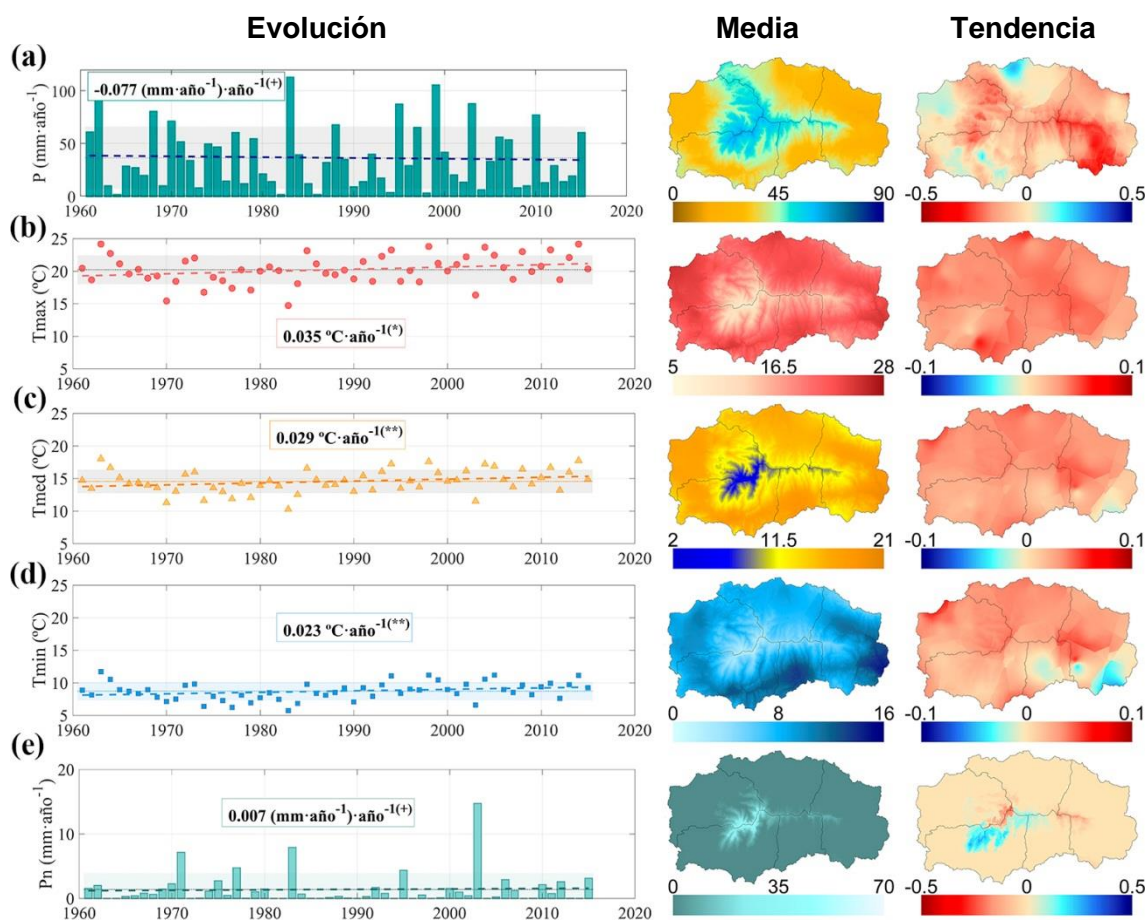 Evolución Media Tendencia
(a)
-0.077 (mm·año⁻¹)·año⁻¹⁽⁺⁾
P (mm·año⁻¹)
100
50
0
1960 1970 1980 1990 2000 2010 2020
0 45 90
-0.5 0 0.5
(b)
Tmax (ºC)
25
20
15
10
5
0.035 ºC·año⁻¹⁽*⁾
1960 1970 1980 1990 2000 2010 2020
5 16.5 28
-0.1 0 0.1
(c)
Tmed (ºC)
25
20
15
10
5
0.029 ºC·año⁻¹⁽**⁾
1960 1970 1980 1990 2000 2010 2020
2 11.5 21
-0.1 0 0.1
(d)
Tmin (ºC)
25
20
15
10
5
0.023 ºC·año⁻¹⁽**⁾
1960 1970 1980 1990 2000 2010 2020
0 8 16
-0.1 0 0.1
(e)
Pn (mm·año⁻¹)
20
10
0
0.007 (mm·año⁻¹)·año⁻¹⁽⁺⁾
1960 1970 1980 1990 2000 2010 2020
0 35 70
-0.5 0 0.5